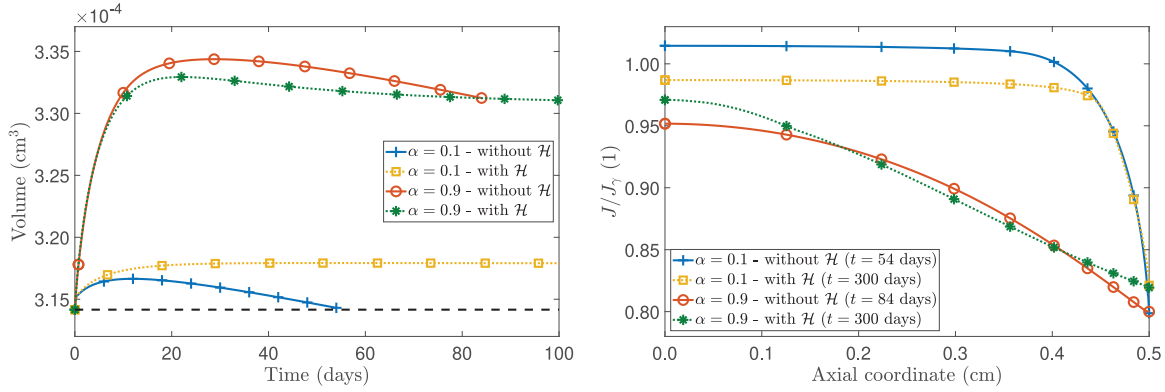 ×10⁻⁴
3.35
3.30
3.25
3.20
3.15
Volume (cm³)
0 20 40 60 80 100
Time (days)
α = 0.1 - without ℋ
α = 0.1 - with ℋ
α = 0.9 - without ℋ
α = 0.9 - with ℋ
1.00
0.95
0.90
0.85
0.80
J/Jᵧ (1)
0.0 0.1 0.2 0.3 0.4 0.5
Axial coordinate (cm)
α = 0.1 - without ℋ (t = 54 days)
α = 0.1 - with ℋ (t = 300 days)
α = 0.9 - without ℋ (t = 84 days)
α = 0.9 - with ℋ (t = 300 days)